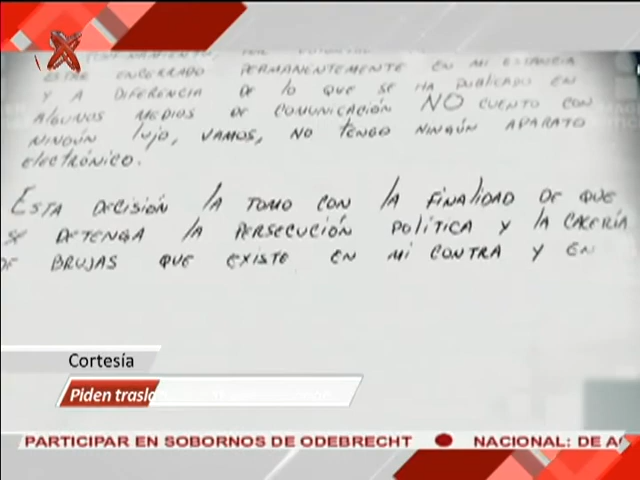 CONFINAMIENTO, POR
ESTAR ENCERRADO PERMANENTEMENTE EN MI ESTANCIA
Y A DIFERENCIA DE LO QUE SE HA PUBLICADO EN
ALGUNOS MEDIOS DE COMUNICACIÓN NO CUENTO CON
NINGÚN LUJO, VAMOS, NO TENGO NINGÚN APARATO
ELECTRÓNICO.
ESTA DECISIÓN LA TOMO CON LA FINALIDAD DE QUE
SE DETENGA LA PERSECUCIÓN POLÍTICA Y LA CACERÍA
DE BRUJAS QUE EXISTE EN MI CONTRA Y EN
Cortesía
Piden trasla
PARTICIPAR EN SOBORNOS DE ODEBRECHT ● NACIONAL: DE A